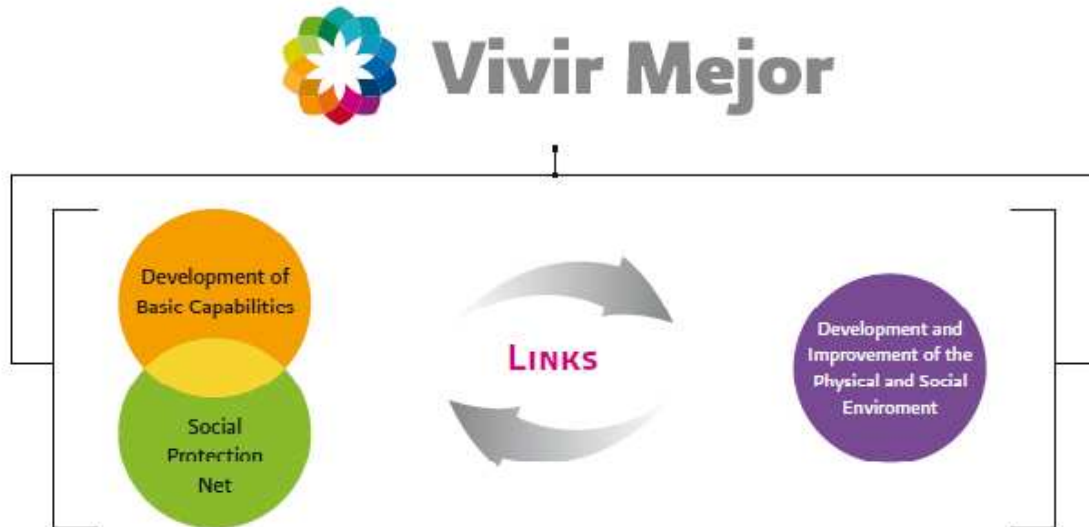 Vivir Mejor
Development of
Basic Capabilities
Social
Protection
Net
LINKS
Development and
Improvement of the
Physical and Social
Enviroment